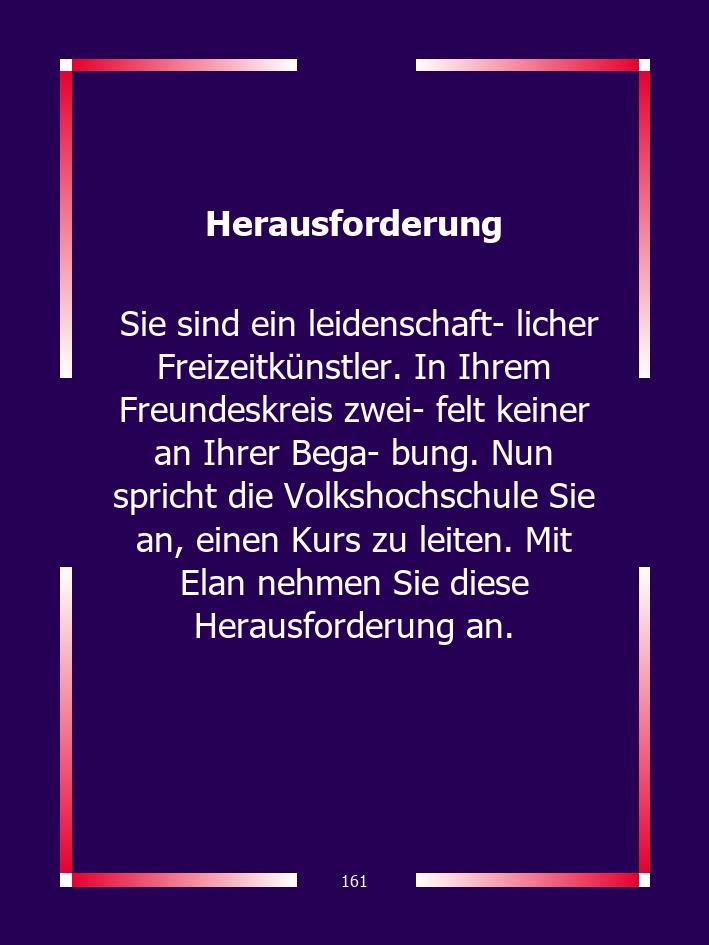 Herausforderung
Sie sind ein leidenschaft- licher
Freizeitkünstler. In Ihrem
Freundeskreis zwei- felt keiner
an Ihrer Bega- bung. Nun
spricht die Volkshochschule Sie
an, einen Kurs zu leiten. Mit
Elan nehmen Sie diese
Herausforderung an.
161